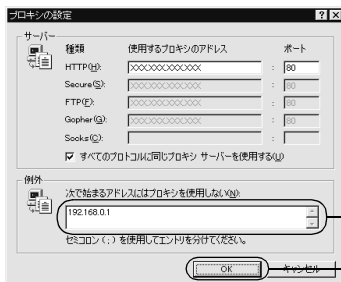 プロキシの設定
サーバー
種類 使用するプロキシのアドレス ポート
HTTP(H): XXXXXXXXXXXX : 80
Secure(S): XXXXXXXXXXXX : 80
FTP(F): XXXXXXXXXXXX : 80
Gopher(G): XXXXXXXXXXXX : 80
Socks(C): :
すべてのプロトコルに同じプロキシ サーバーを使用する(U)
例外
次で始まるアドレスにはプロキシを使用しない(N):
192.168.0.1
セミコロン ( ; ) を使用してエントリを分けてください。
OK キャンセル